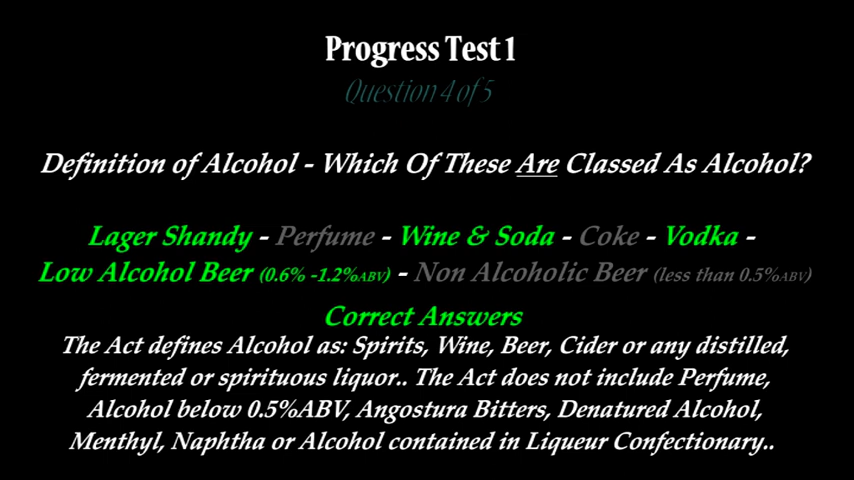 Progress Test 1
Question 4 of 5
Definition of Alcohol - Which Of These Are Classed As Alcohol?
Lager Shandy - Perfume - Wine & Soda - Coke - Vodka -
Low Alcohol Beer (0.6% -1.2%ABV) - Non Alcoholic Beer (less than 0.5%ABV)
Correct Answers
The Act defines Alcohol as: Spirits, Wine, Beer, Cider or any distilled,
fermented or spirituous liquor.. The Act does not include Perfume,
Alcohol below 0.5%ABV, Angostura Bitters, Denatured Alcohol,
Menthyl, Naphtha or Alcohol contained in Liqueur Confectionary..